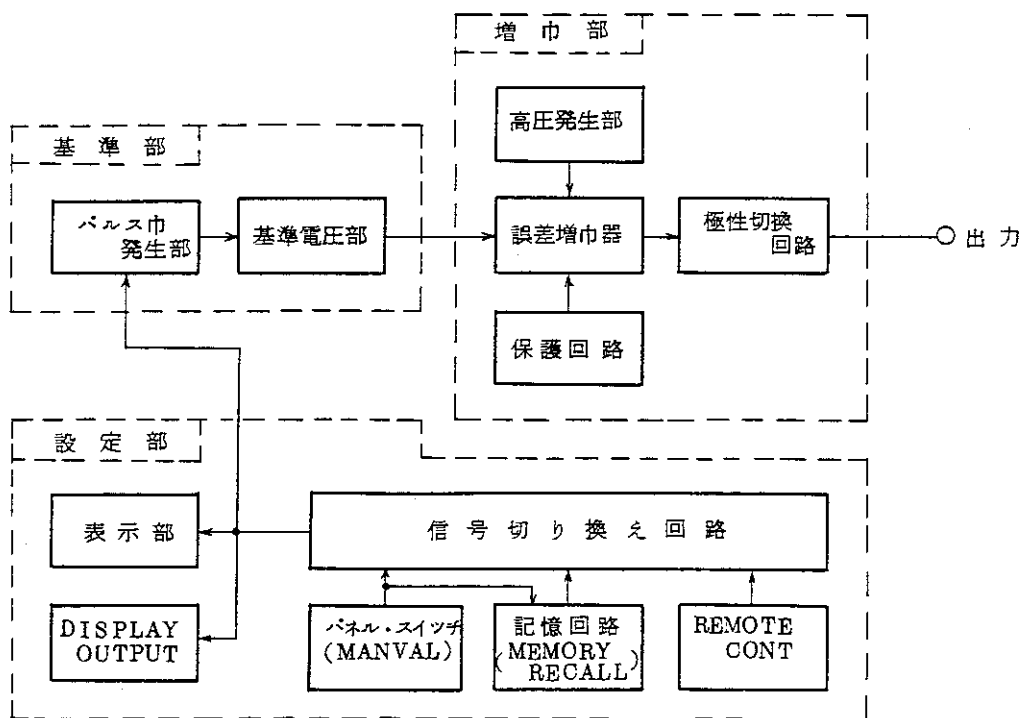 増巾部
高圧発生部
基準部
パルス巾
発生部
基準電圧部
誤差増巾器
極性切換
回路
出力
保護回路
設定部
表示部
信号切り換え回路
DISPLAY
OUTPUT
パネル・スイッチ
(MANVAL)
記憶回路
(MEMORY
RECALL)
REMOTE
CONT